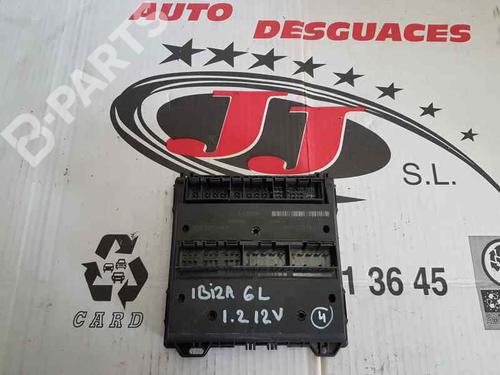 AUTO DESGUACES
B-PARTS
JJ
S.L.
1 36 45
CARD
IBIZA 6L
1.2 12V
4